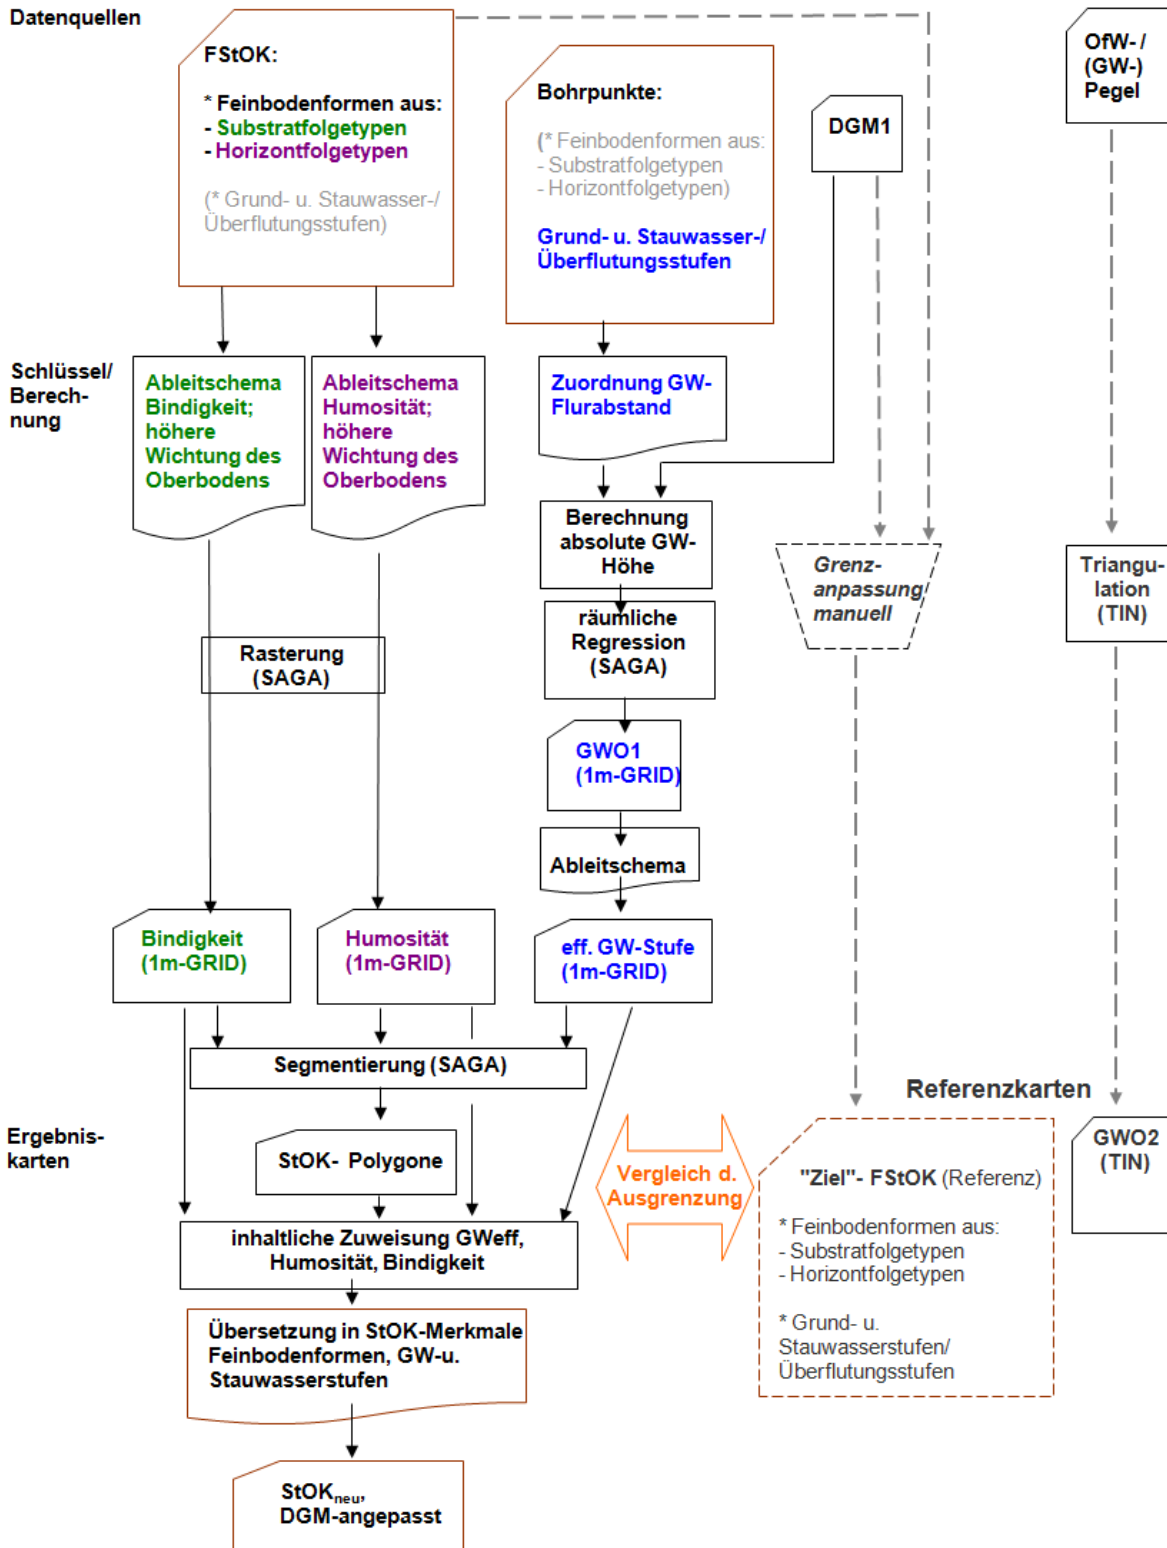 Datenquellen
FStOK:
* Feinbodenformen aus:
- Substratfolgetypen
- Horizontfolgetypen
(* Grund- u. Stauwasser-/
Überflutungsstufen)
Bohrpunkte:
(* Feinbodenformen aus:
- Substratfolgetypen
- Horizontfolgetypen)
Grund- u. Stauwasser-/
Überflutungsstufen
DGM1
OfW- /
(GW-)
Pegel
Schlüssel/
Berech-
nung
Ableitschema
Bindigkeit;
höhere
Wichtung des
Oberbodens
Ableitschema
Humosität;
höhere
Wichtung des
Oberbodens
Zuordnung GW-
Flurabstand
Berechnung
absolute GW-
Höhe
Grenz-
anpassung
manuell
Triangu-
lation
(TIN)
räumliche
Regression
(SAGA)
Rasterung
(SAGA)
GWO1
(1m-GRID)
Ableitschema
Bindigkeit
(1m-GRID)
Humosität
(1m-GRID)
eff. GW-Stufe
(1m-GRID)
Segmentierung (SAGA)
Referenzkarten
Ergebnis-
karten
StOK- Polygone
Vergleich d.
Ausgrenzung
"Ziel"- FStOK (Referenz)
* Feinbodenformen aus:
- Substratfolgetypen
- Horizontfolgetypen
* Grund- u.
Stauwasserstufen/
Überflutungsstufen
GWO2
(TIN)
inhaltliche Zuweisung GWeff,
Humosität, Bindigkeit
Übersetzung in StOK-Merkmale
Feinbodenformen, GW-u.
Stauwasserstufen
StOKneu,
DGM-angepasst